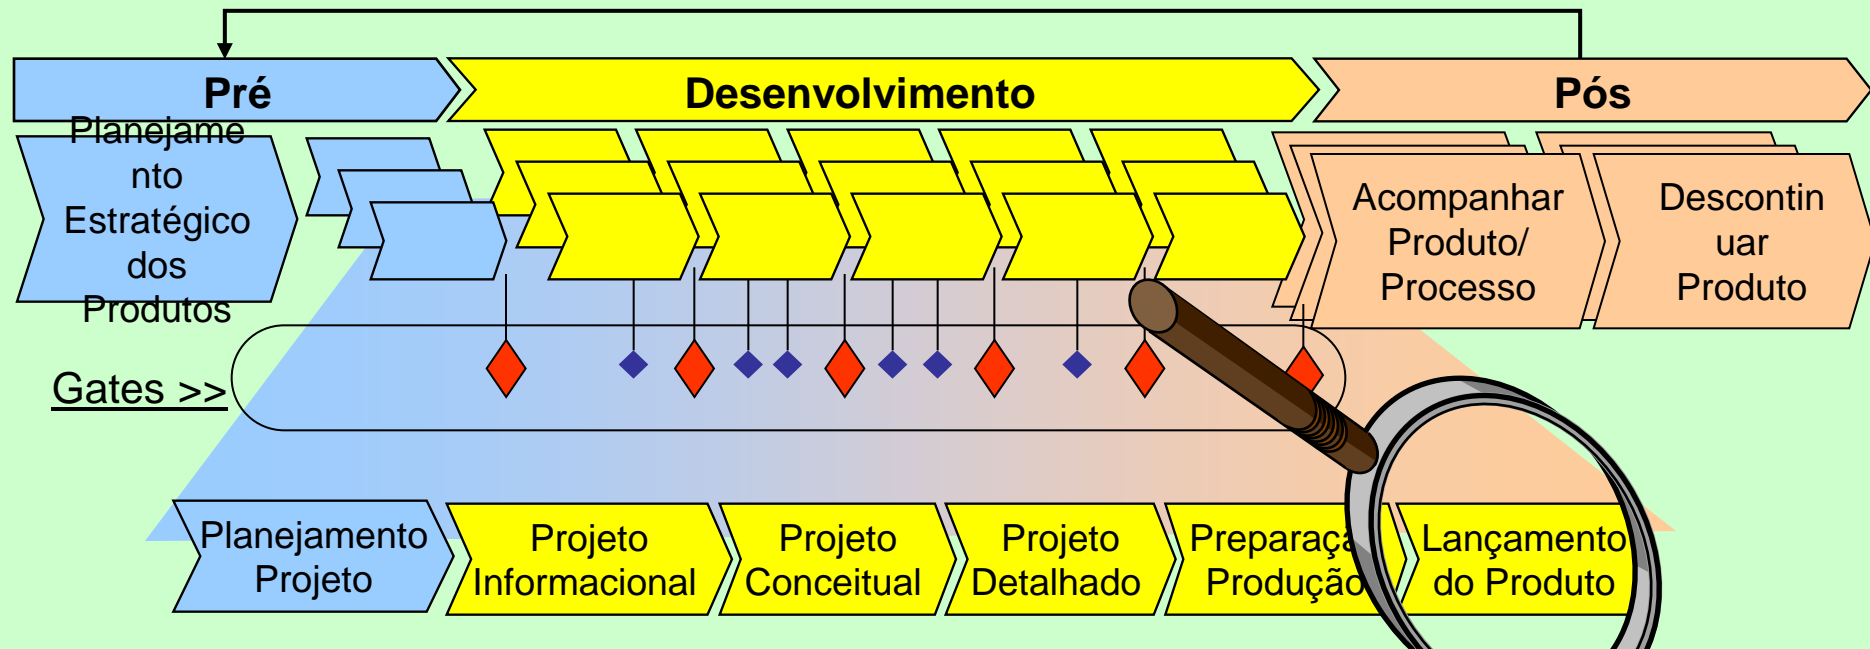 Pré
Desenvolvimento
Pós
Planejame
nto
Estratégico
dos
Produtos
Acompanhar
Produto/
Processo
Descontin
uar
Produto
Gates >>
Planejamento
Projeto
Projeto
Informacional
Projeto
Conceitual
Projeto
Detalhado
Preparaçã
Produção
Lançamento
do Produto